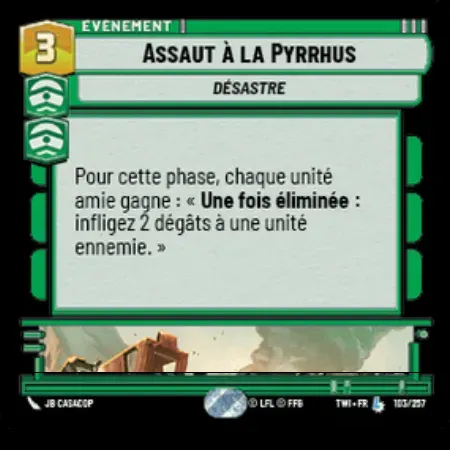 ÉVÉNEMENT
3
ASSAUT À LA PYRRHUS
DÉSASTRE
Pour cette phase, chaque unité
amie gagne : « Une fois éliminée :
infligez 2 dégâts à une unité
ennemie. »
JB CASACOP
© LFL © FFG
TWI • FR
103/257